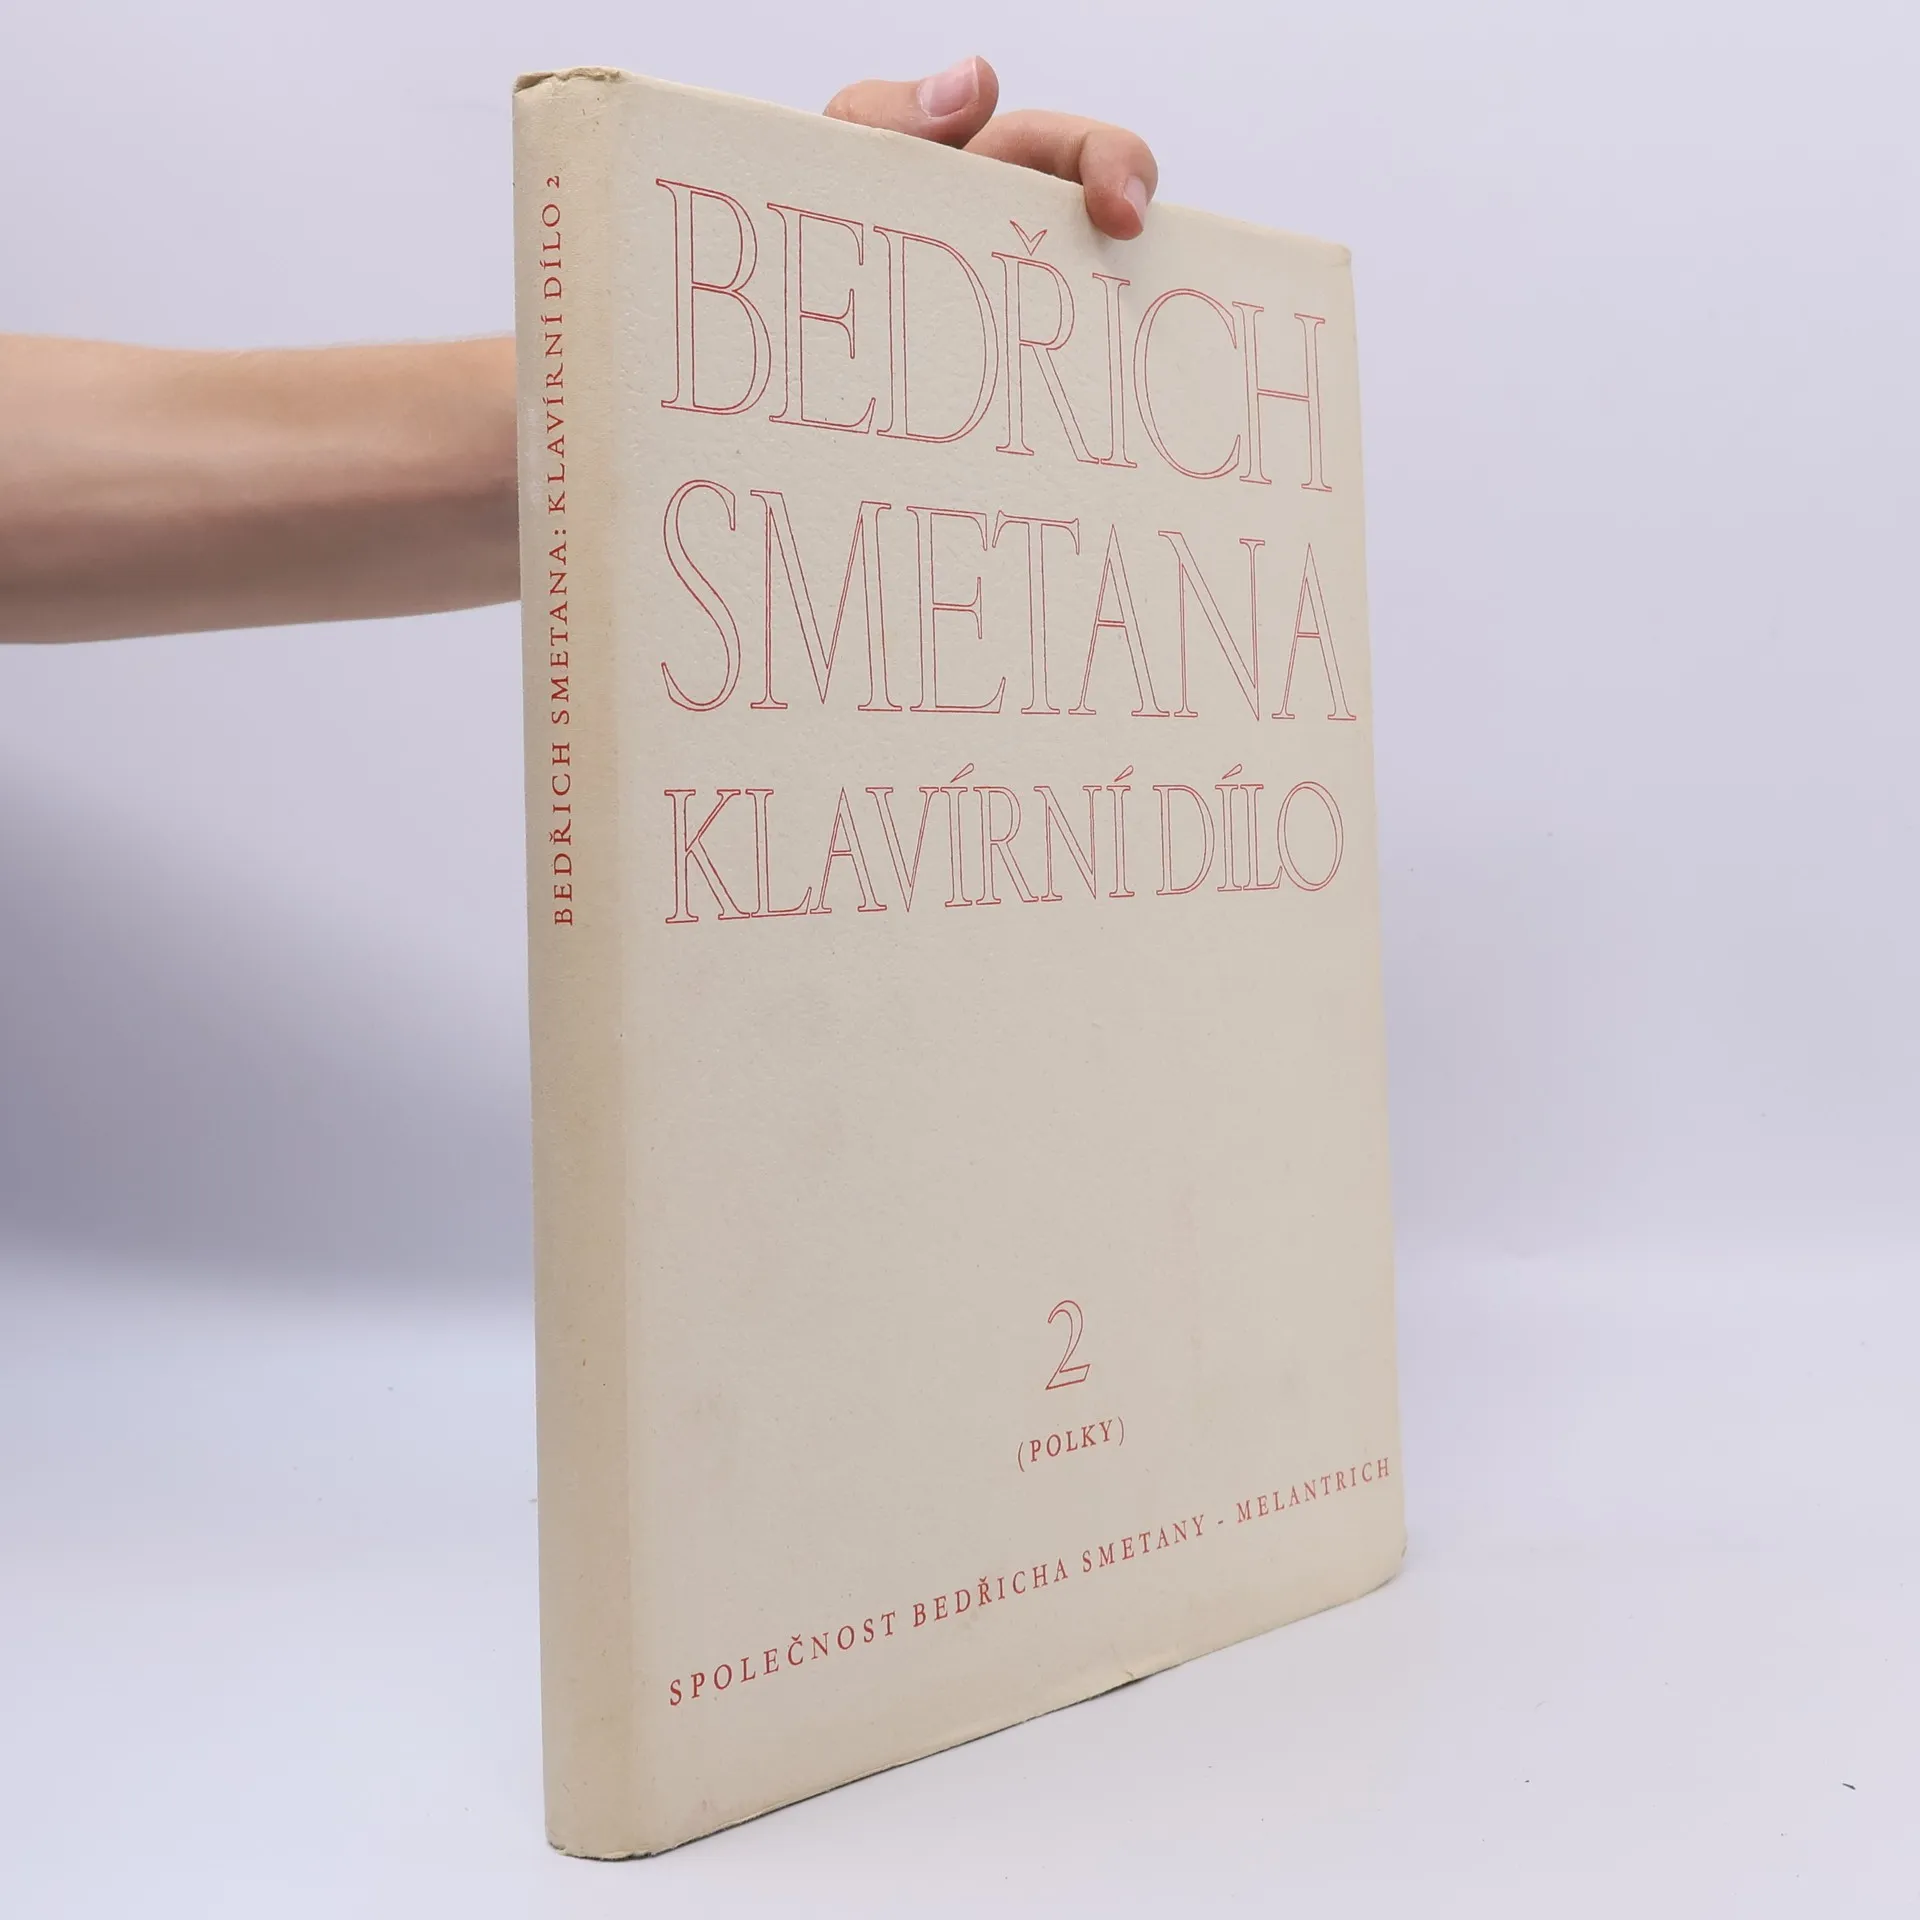 BEDŘICH SMETANA: KLAVÍRNÍ DÍLO 2
BEDŘICH
SMETANA
KLAVÍRNÍ DÍLO
2
(POLKY)
SPOLEČNOST BEDŘICHA SMETANY - MELANTRICH